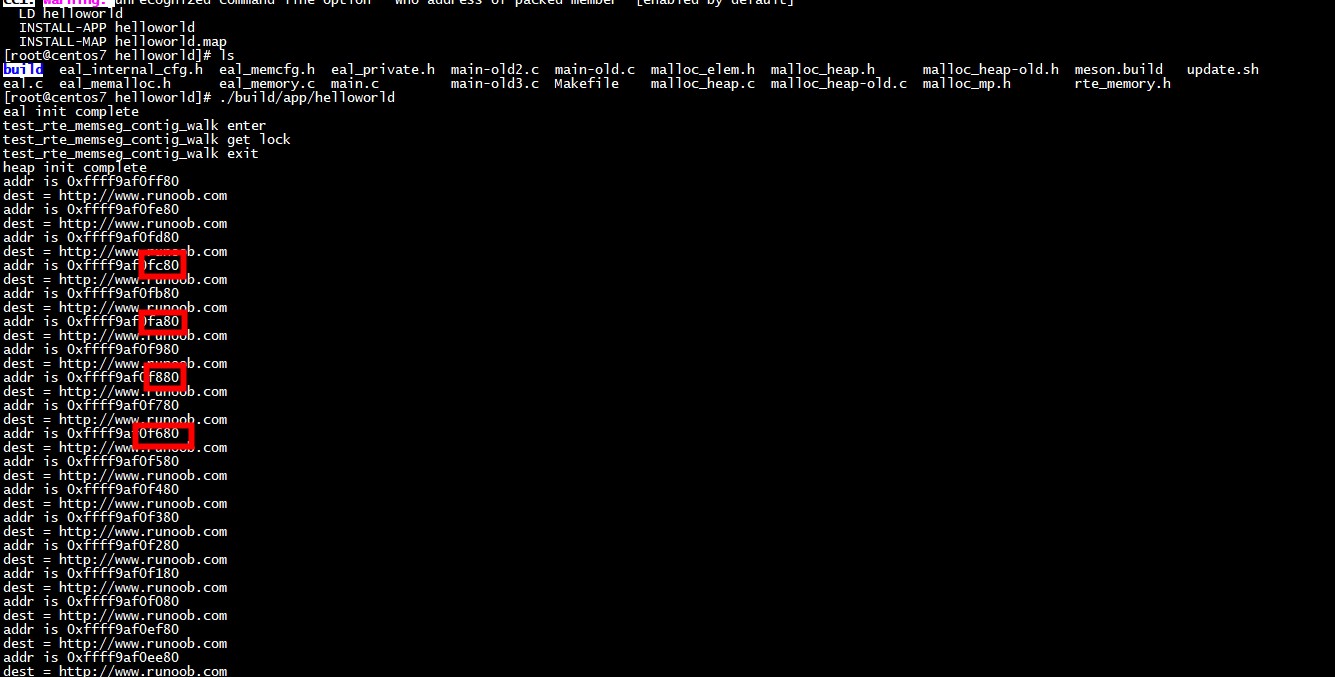 cc1: warning: unrecognized command line option "-Wno-address-of-packed-member" [enabled by default]
LD helloworld
INSTALL-APP helloworld
INSTALL-MAP helloworld.map
[root@centos7 helloworld]# ls
build eal_internal_cfg.h eal_memcfg.h eal_private.h main-old2.c main-old.c malloc_elem.h malloc_heap.h malloc_heap-old.h meson.build update.sh
eal.c eal_memalloc.h eal_memory.c main.c main-old3.c Makefile malloc_heap.c malloc_heap-old.c malloc_mp.h rte_memory.h
[root@centos7 helloworld]# ./build/app/helloworld
eal init complete
test_rte_memseg_contig_walk enter
test_rte_memseg_contig_walk get lock
test_rte_memseg_contig_walk exit
heap init complete
addr is 0xffff9af0ff80
dest = http://www.runoob.com
addr is 0xffff9af0fe80
dest = http://www.runoob.com
addr is 0xffff9af0fd80
dest = http://www.runoob.com
addr is 0xffff9af0fc80
dest = http://www.runoob.com
addr is 0xffff9af0fb80
dest = http://www.runoob.com
addr is 0xffff9af0fa80
dest = http://www.runoob.com
addr is 0xffff9af0f980
dest = http://www.runoob.com
addr is 0xffff9af0f880
dest = http://www.runoob.com
addr is 0xffff9af0f780
dest = http://www.runoob.com
addr is 0xffff9af0f680
dest = http://www.runoob.com
addr is 0xffff9af0f580
dest = http://www.runoob.com
addr is 0xffff9af0f480
dest = http://www.runoob.com
addr is 0xffff9af0f380
dest = http://www.runoob.com
addr is 0xffff9af0f280
dest = http://www.runoob.com
addr is 0xffff9af0f180
dest = http://www.runoob.com
addr is 0xffff9af0f080
dest = http://www.runoob.com
addr is 0xffff9af0ef80
dest = http://www.runoob.com
addr is 0xffff9af0ee80
dest = http://www.runoob.com